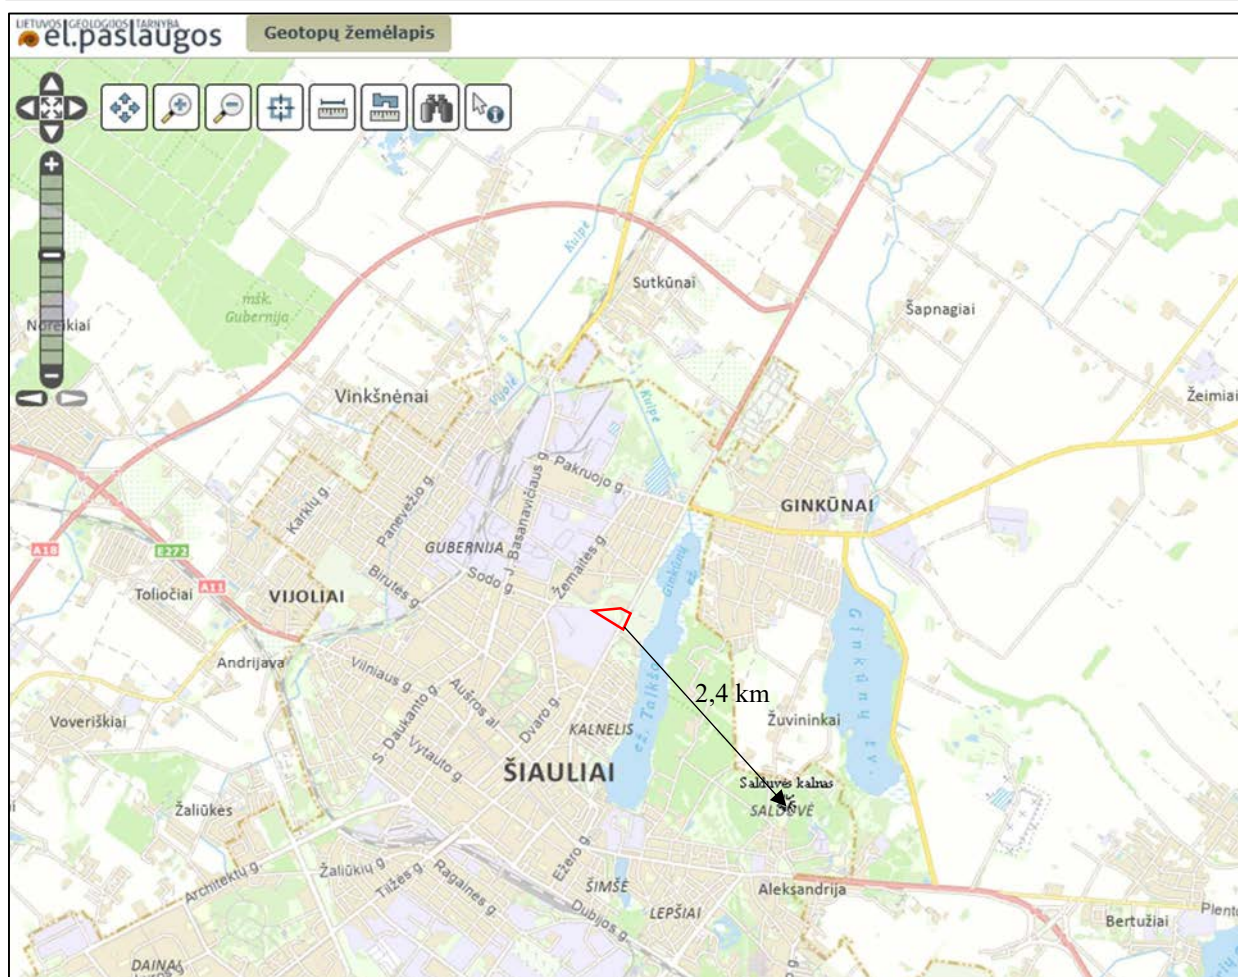 LIETUVOS GEOLOGIJOS TARNYBA
el.paslaugos
Geotopų žemėlapis
Kulpė
Sutkūnai
mšk.
Gubernija
Šapnagiai
Noreikiai
Vinkšnėnai
Vijolė
Kulpė
Žeimiai
Pakruojo g.
Karklų g.
Panevėžio g.
J. Basanavičiaus g.
GINKŪNAI
GUBERNIJA
Žemaitės g.
Ginkūnų
ež.
A18
E272
A11
Birutės g.
Sodo g.
Toliočiai
VIJOLIAI
Ginkūnų ežv.
Andrijava
Vilniaus g.
S. Daukanto g.
Aušros al.
Dvaro g.
2,4 km
Voveriškiai
Vytauto g.
KALNELIS
ež. Talkšo
Žuvininkai
ŠIAULIAI
Salduvės kalnas
SALDUVĖ
Žaliūkės
Architektų g.
Žaliūkių g.
Tilžės g.
Ragainės g.
Ežero g.
ŠIMŠĖ
Aleksandrija
Dubijos g.
LEPŠIAI
Bertužiai
DAINAI